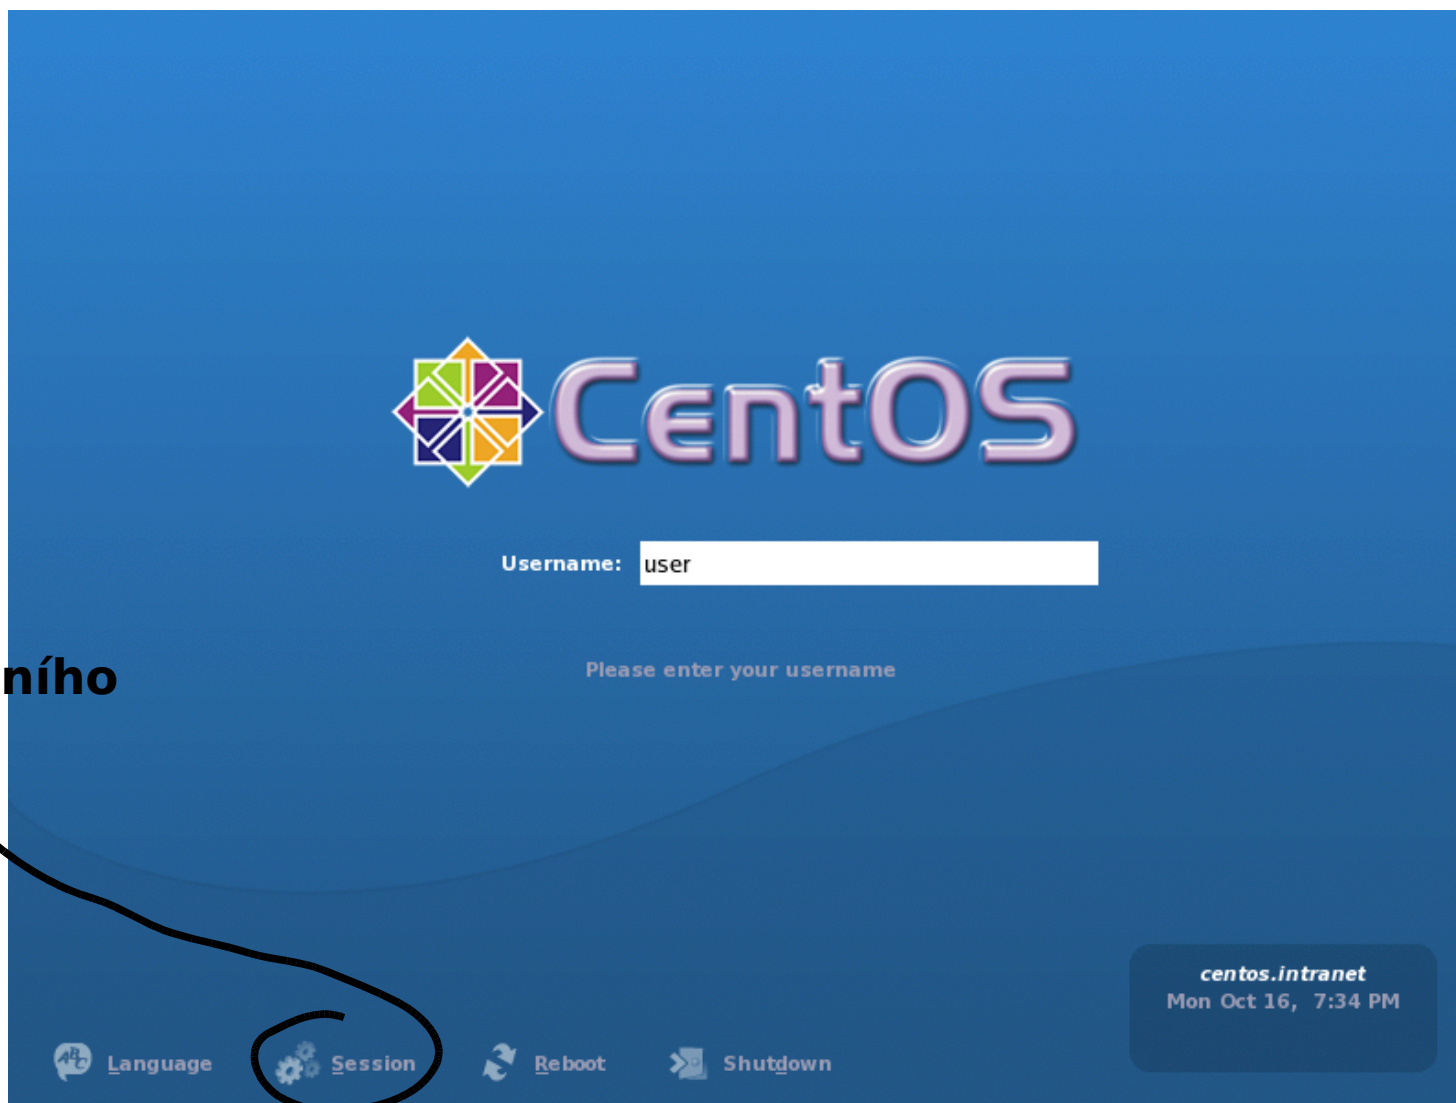 CentOS
Username: user
Please enter your username
ního
centos.intranet
Mon Oct 16, 7:34 PM
ABC Language Session Reboot Shutdown